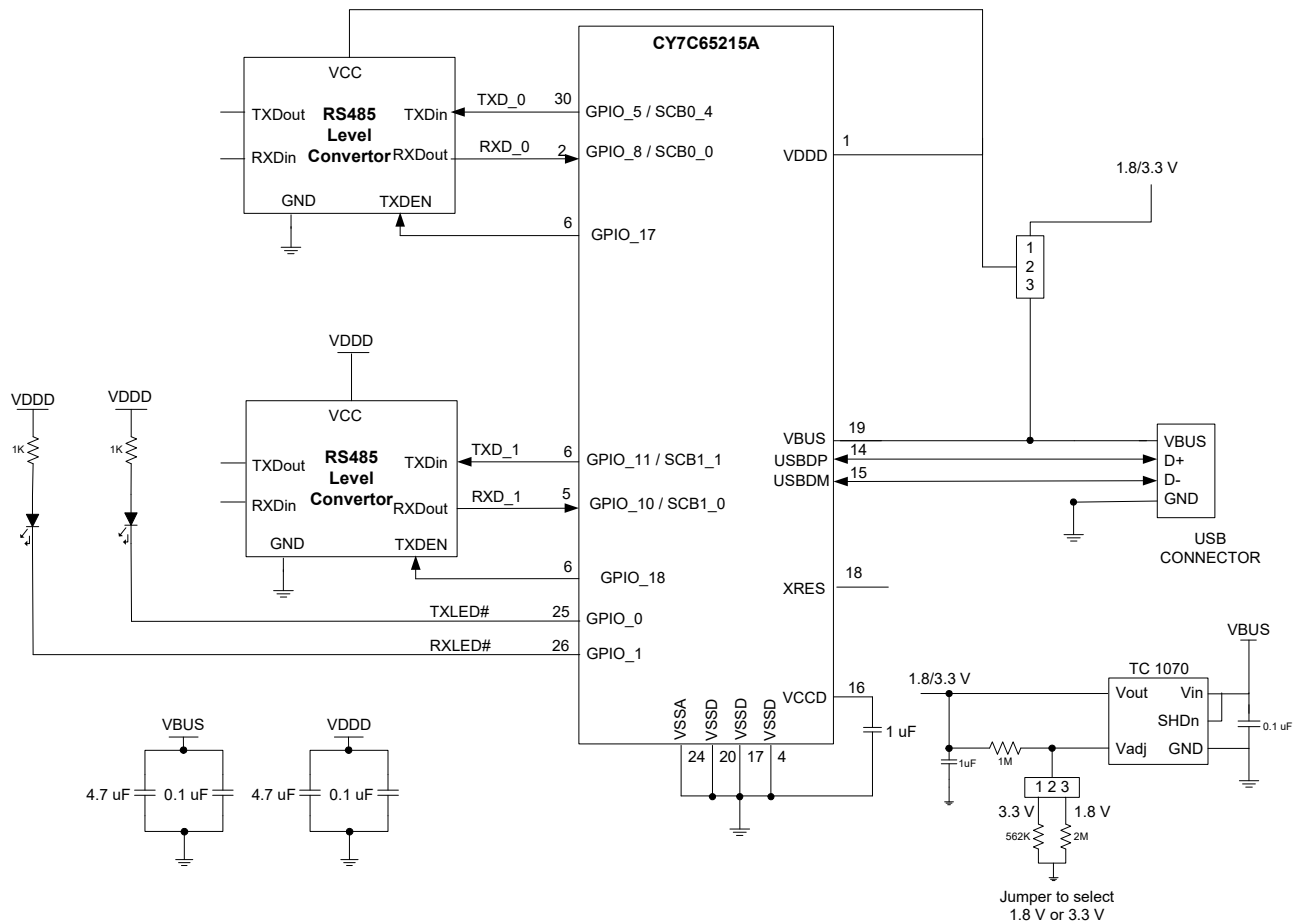 CY7C65215A
VCC
RS485
Level
Convertor
TXDout
RXDin
TXDin
RXDout
GND
TXDEN
TXD_0
RXD_0
30
2
6
GPIO_5 / SCB0_4
GPIO_8 / SCB0_0
GPIO_17
VDDD
1
1.8/3.3 V
1
2
3
VDDD
VCC
RS485
Level
Convertor
TXDout
RXDin
TXDin
RXDout
GND
TXDEN
TXD_1
RXD_1
6
5
6
GPIO_11 / SCB1_1
GPIO_10 / SCB1_0
GPIO_18
VDDD
VDDD
1K
1K
TXLED#
RXLED#
25
26
GPIO_0
GPIO_1
VBUS
USBDP
USBDM
19
14
15
VBUS
D+
D-
GND
USB
CONNECTOR
XRES
18
VCCD
16
1 uF
VSSA
VSSD
VSSD
VSSD
24
20
17
4
VBUS
4.7 uF
0.1 uF
VDDD
4.7 uF
0.1 uF
VBUS
TC 1070
1.8/3.3 V
Vout
Vin
SHDn
Vadj
GND
0.1 uF
1uF
1M
1 2 3
3.3 V
1.8 V
562K
2M
Jumper to select
1.8 V or 3.3 V